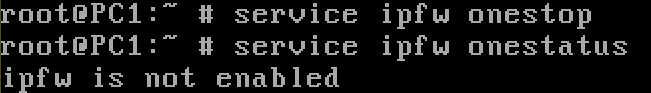 root@PC1:~ # service ipfw onestop
root@PC1:~ # service ipfw onestatus
ipfw is not enabled